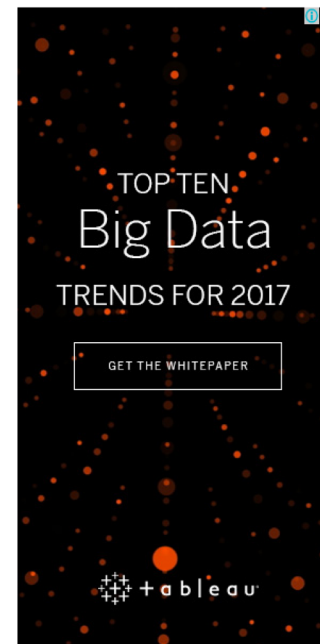 TOP TEN
Big Data
TRENDS FOR 2017
GET THE WHITEPAPER
+ableau